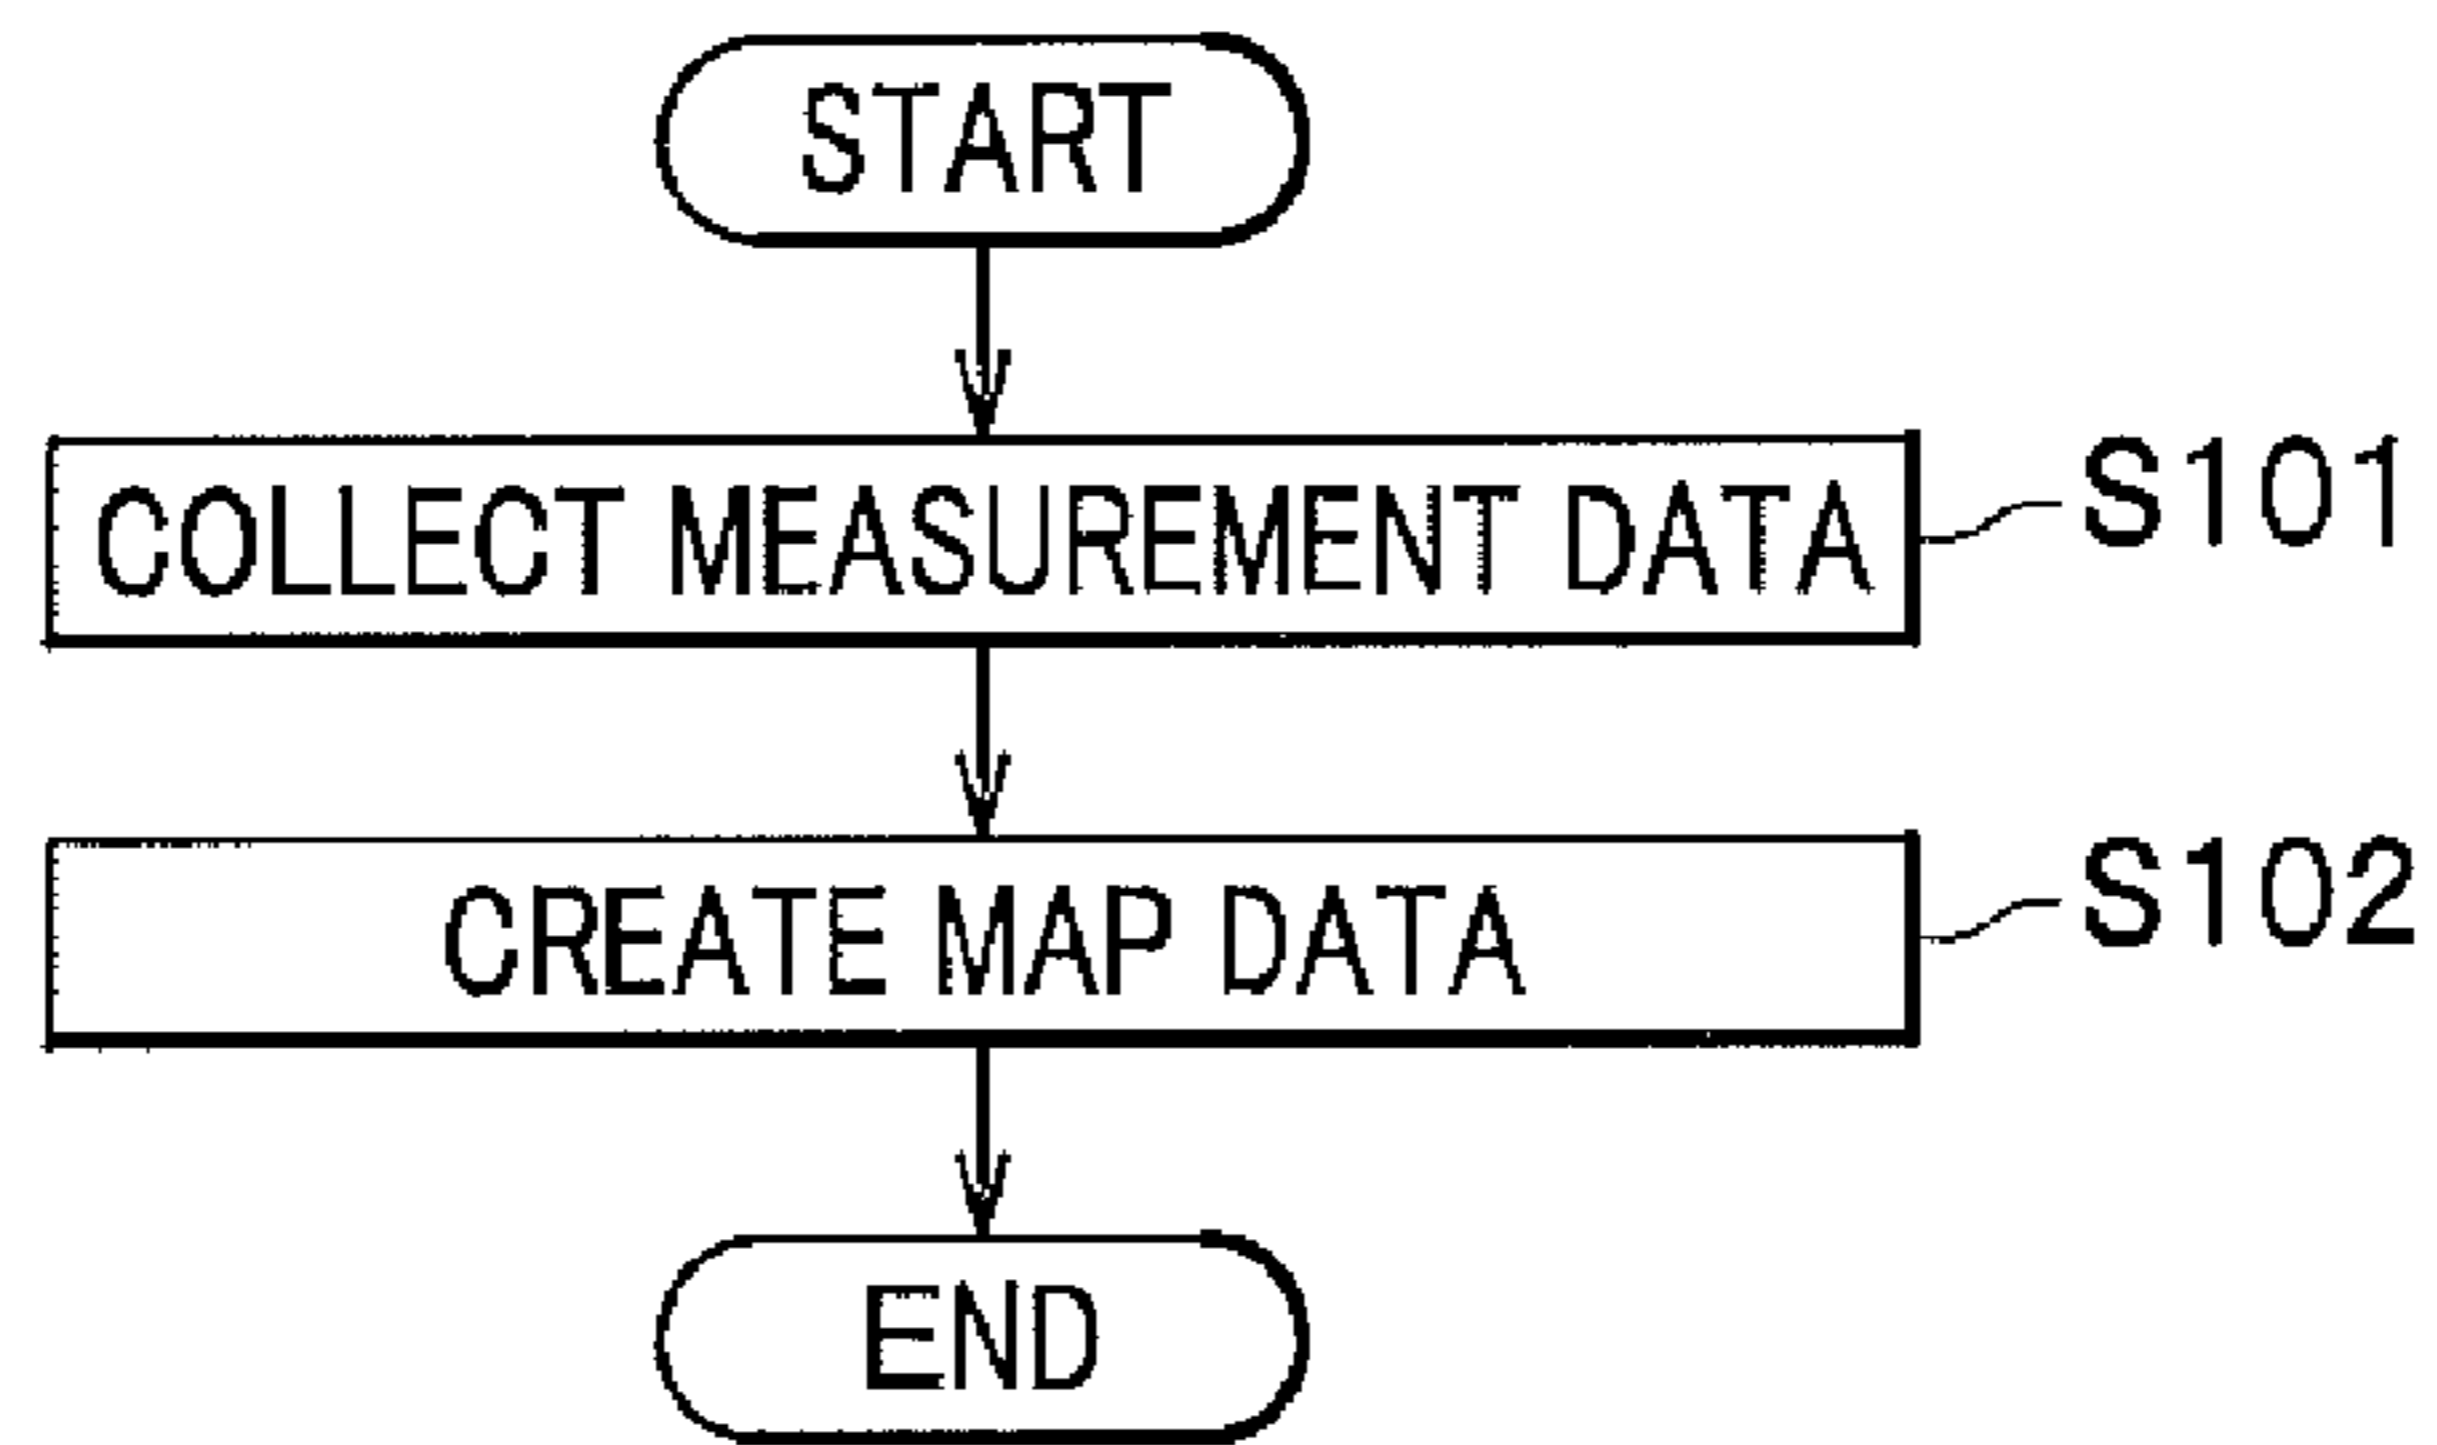 START
COLLECT MEASUREMENT DATA
S101
CREATE MAP DATA
S102
END